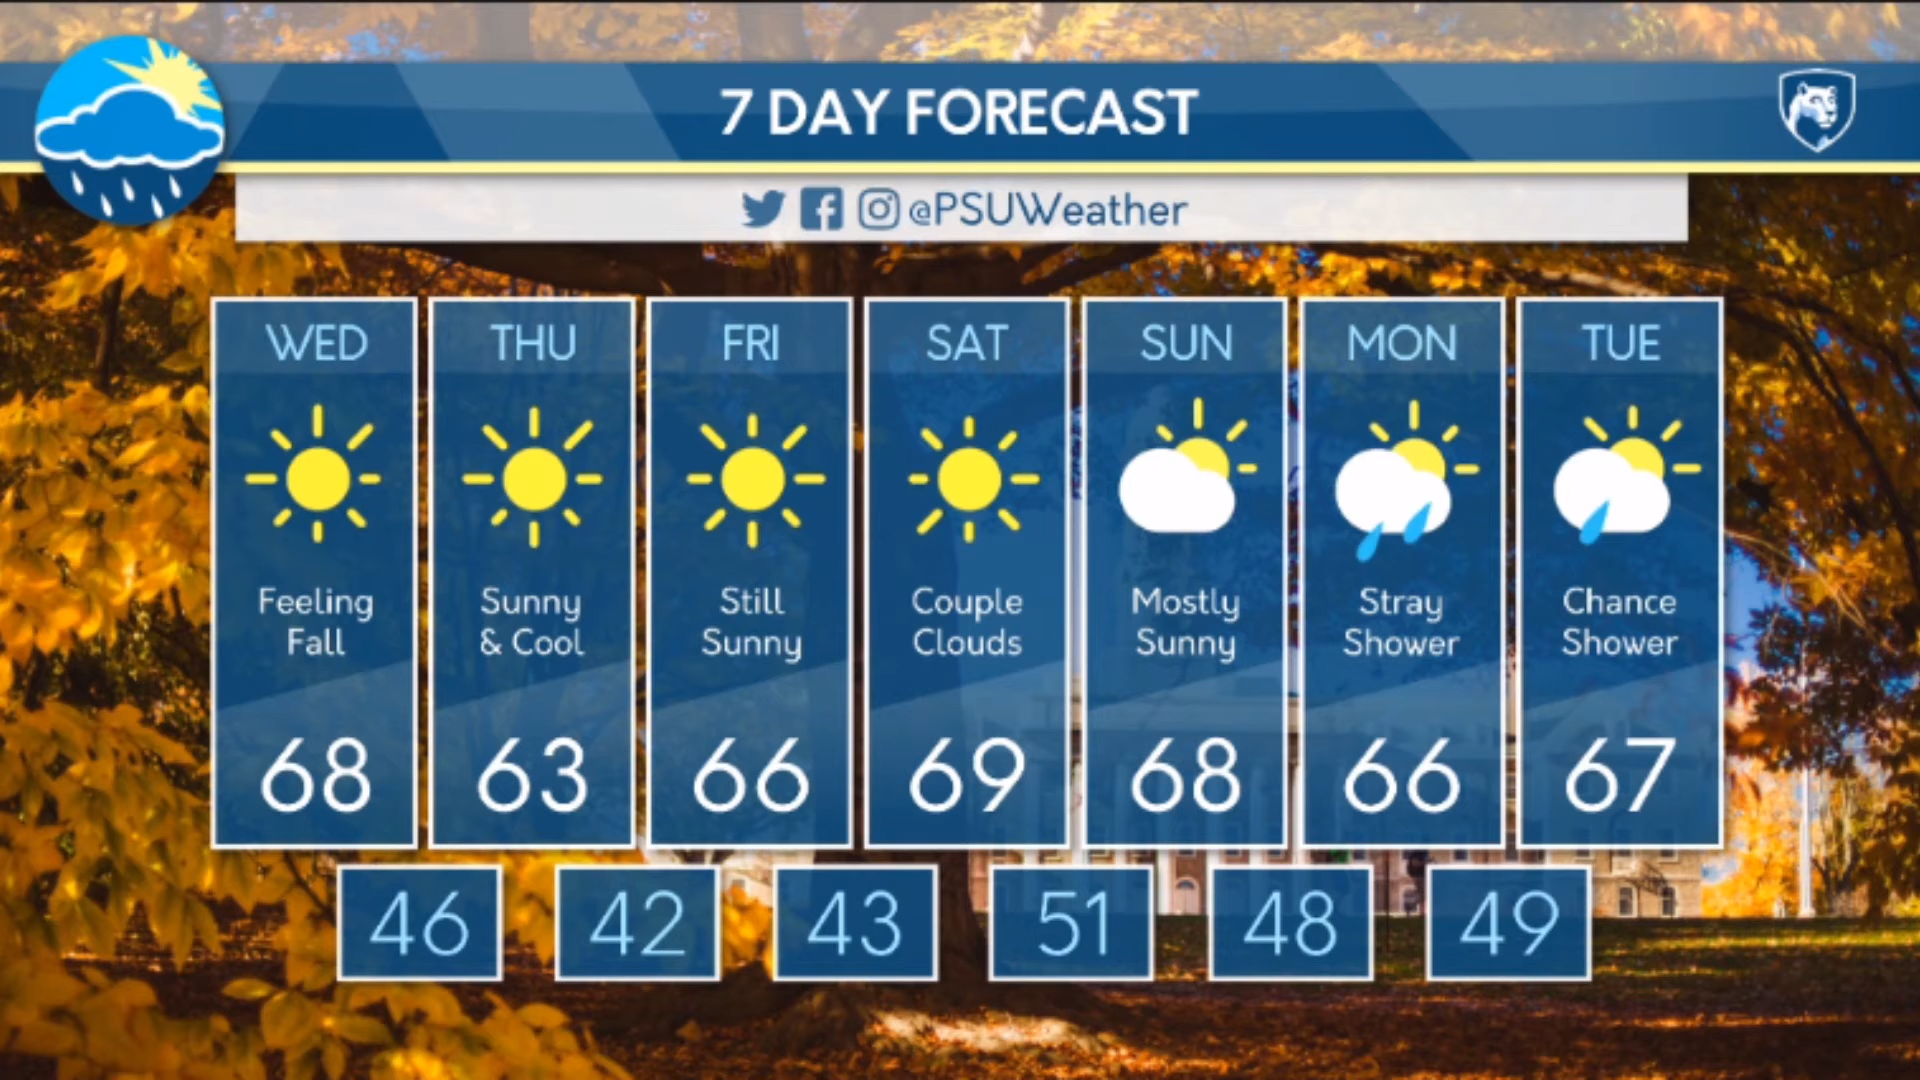 7 DAY FORECAST
@PSUWeather
WED THU FRI SAT SUN MON TUE
Feeling Sunny Still Couple Mostly Stray Chance
Fall & Cool Sunny Clouds Sunny Shower Shower
68 63 66 69 68 66 67
46 42 43 51 48 49